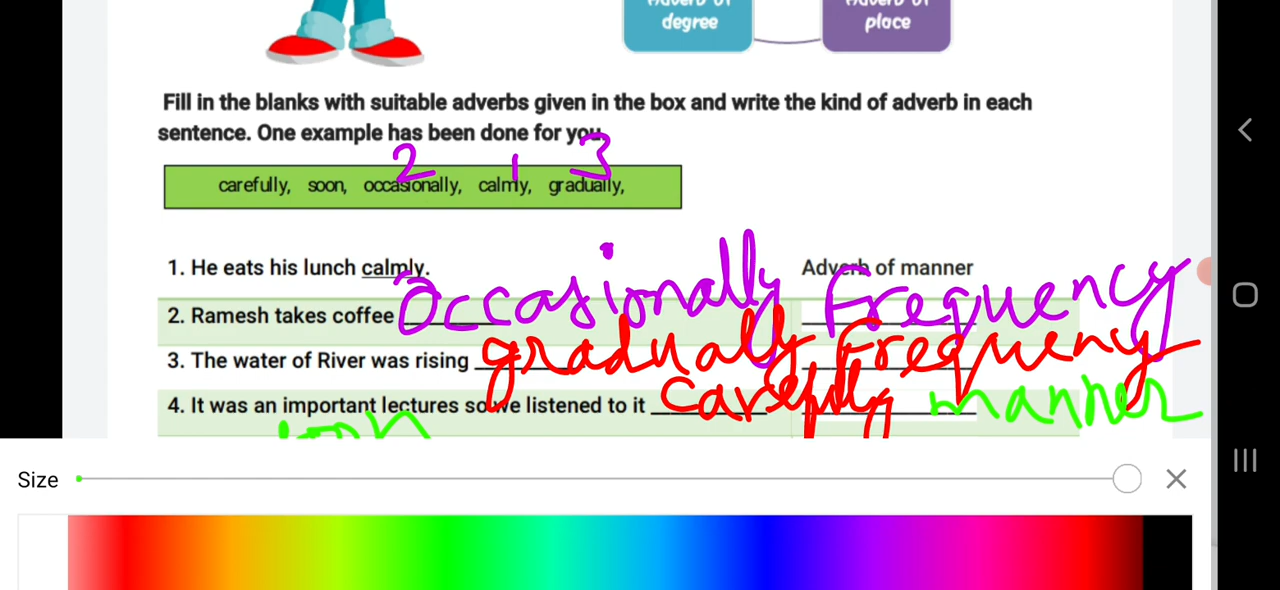 degree
place
Fill in the blanks with suitable adverbs given in the box and write the kind of adverb in each
sentence. One example has been done for you.
2 1 3
carefully, soon, occasionally, calmly, gradually,
1. He eats his lunch calmly. Adverb of manner
2. Ramesh takes coffee Occasionally Frequency
3. The water of River was rising gradually Frequency
4. It was an important lectures so we listened to it carefully manner
Size